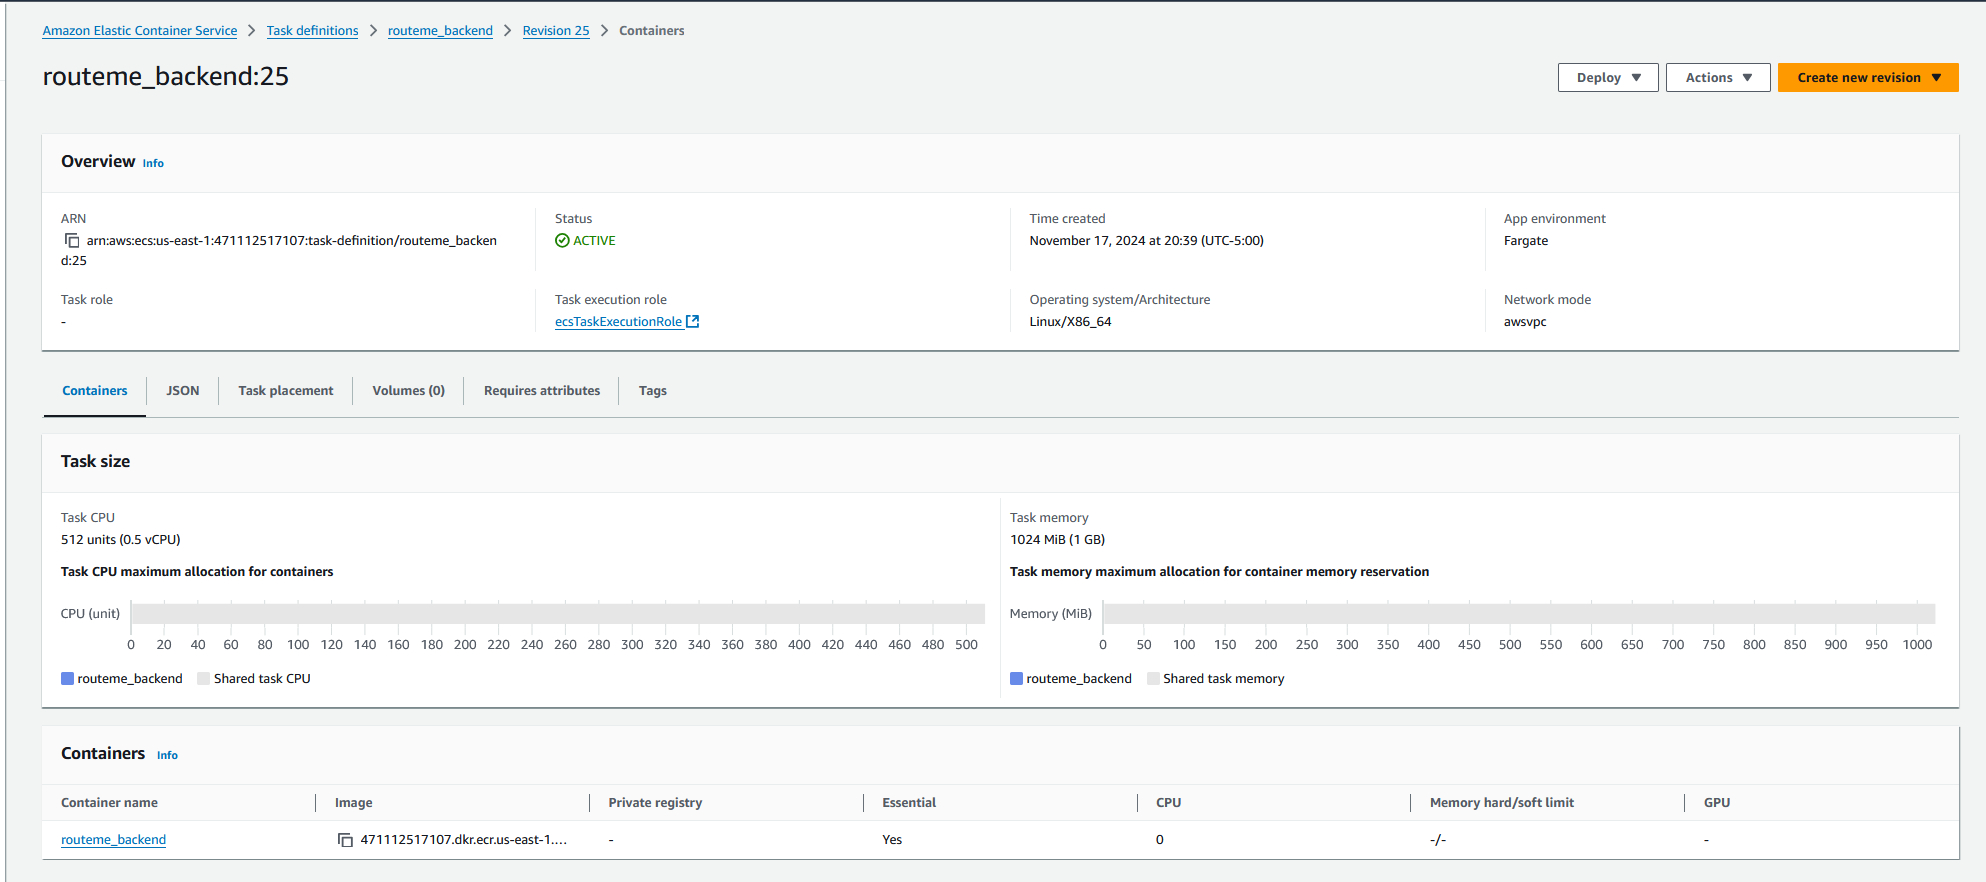 Amazon Elastic Container Service > Task definitions > routeme_backend > Revision 25 > Containers
routeme_backend:25
Deploy Actions Create new revision
Overview Info
ARN
arn:aws:ecs:us-east-1:471112517107:task-definition/routeme_backen
d:25
Status
ACTIVE
Time created
November 17, 2024 at 20:39 (UTC-5:00)
App environment
Fargate
Task role
-
Task execution role
ecsTaskExecutionRole
Operating system/Architecture
Linux/X86_64
Network mode
awsvpc
Containers JSON Task placement Volumes (0) Requires attributes Tags
Task size
Task CPU
512 units (0.5 vCPU)
Task CPU maximum allocation for containers
CPU (unit)
0 20 40 60 80 100 120 140 160 180 200 220 240 260 280 300 320 340 360 380 400 420 440 460 480 500
routeme_backend Shared task CPU
Task memory
1024 MiB (1 GB)
Task memory maximum allocation for container memory reservation
Memory (MiB)
0 50 100 150 200 250 300 350 400 450 500 550 600 650 700 750 800 850 900 950 1000
routeme_backend Shared task memory
Containers Info
Container name Image Private registry Essential CPU Memory hard/soft limit GPU
routeme_backend 471112517107.dkr.ecr.us-east-1.... - Yes 0 -/- -